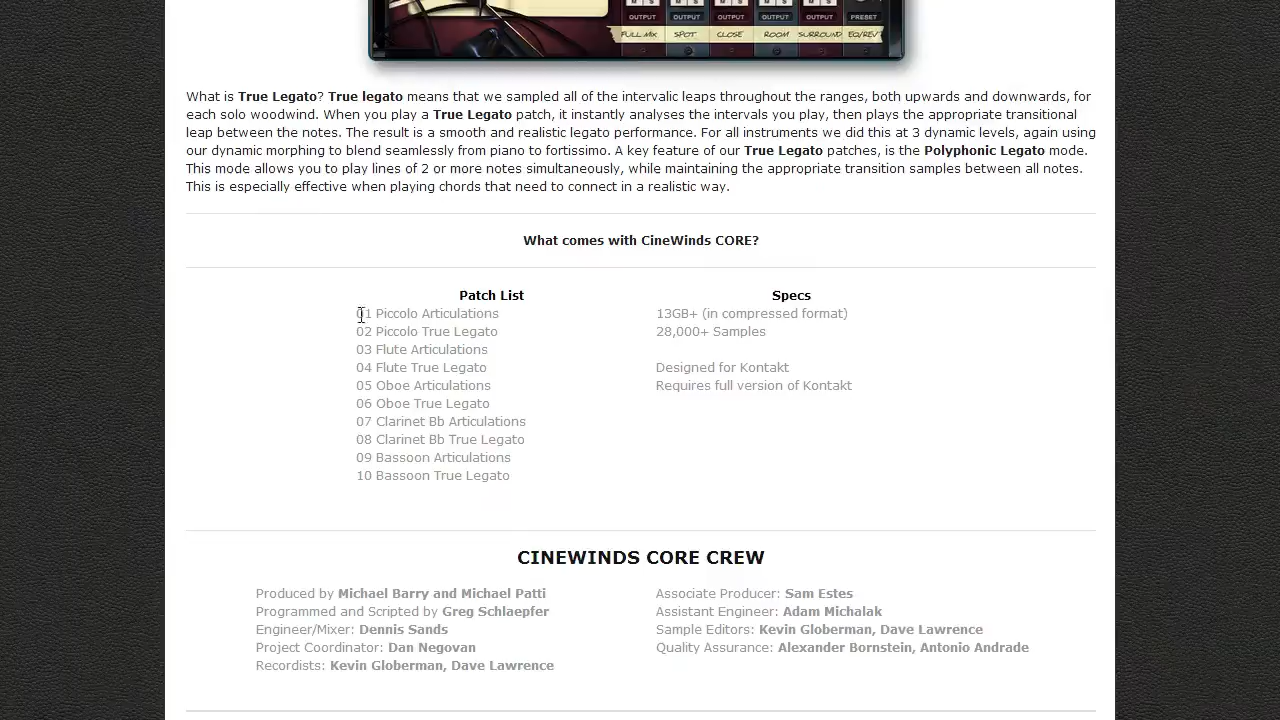 M S M S M S M S M S
OUTPUT OUTPUT OUTPUT OUTPUT OUTPUT PRESET
FULL MIX SPOT CLOSE ROOM SURROUND EQ/REV
What is True Legato? True legato means that we sampled all of the intervalic leaps throughout the ranges, both upwards and downwards, for
each solo woodwind. When you play a True Legato patch, it instantly analyses the intervals you play, then plays the appropriate transitional
leap between the notes. The result is a smooth and realistic legato performance. For all instruments we did this at 3 dynamic levels, again using
our dynamic morphing to blend seamlessly from piano to fortissimo. A key feature of our True Legato patches, is the Polyphonic Legato mode.
This mode allows you to play lines of 2 or more notes simultaneously, while maintaining the appropriate transition samples between all notes.
This is especially effective when playing chords that need to connect in a realistic way.
What comes with CineWinds CORE?
Patch List
01 Piccolo Articulations
02 Piccolo True Legato
03 Flute Articulations
04 Flute True Legato
05 Oboe Articulations
06 Oboe True Legato
07 Clarinet Bb Articulations
08 Clarinet Bb True Legato
09 Bassoon Articulations
10 Bassoon True Legato
Specs
13GB+ (in compressed format)
28,000+ Samples
Designed for Kontakt
Requires full version of Kontakt
CINEWINDS CORE CREW
Produced by Michael Barry and Michael Patti
Programmed and Scripted by Greg Schlaepfer
Engineer/Mixer: Dennis Sands
Project Coordinator: Dan Negovan
Recordists: Kevin Globerman, Dave Lawrence
Associate Producer: Sam Estes
Assistant Engineer: Adam Michalak
Sample Editors: Kevin Globerman, Dave Lawrence
Quality Assurance: Alexander Bornstein, Antonio Andrade